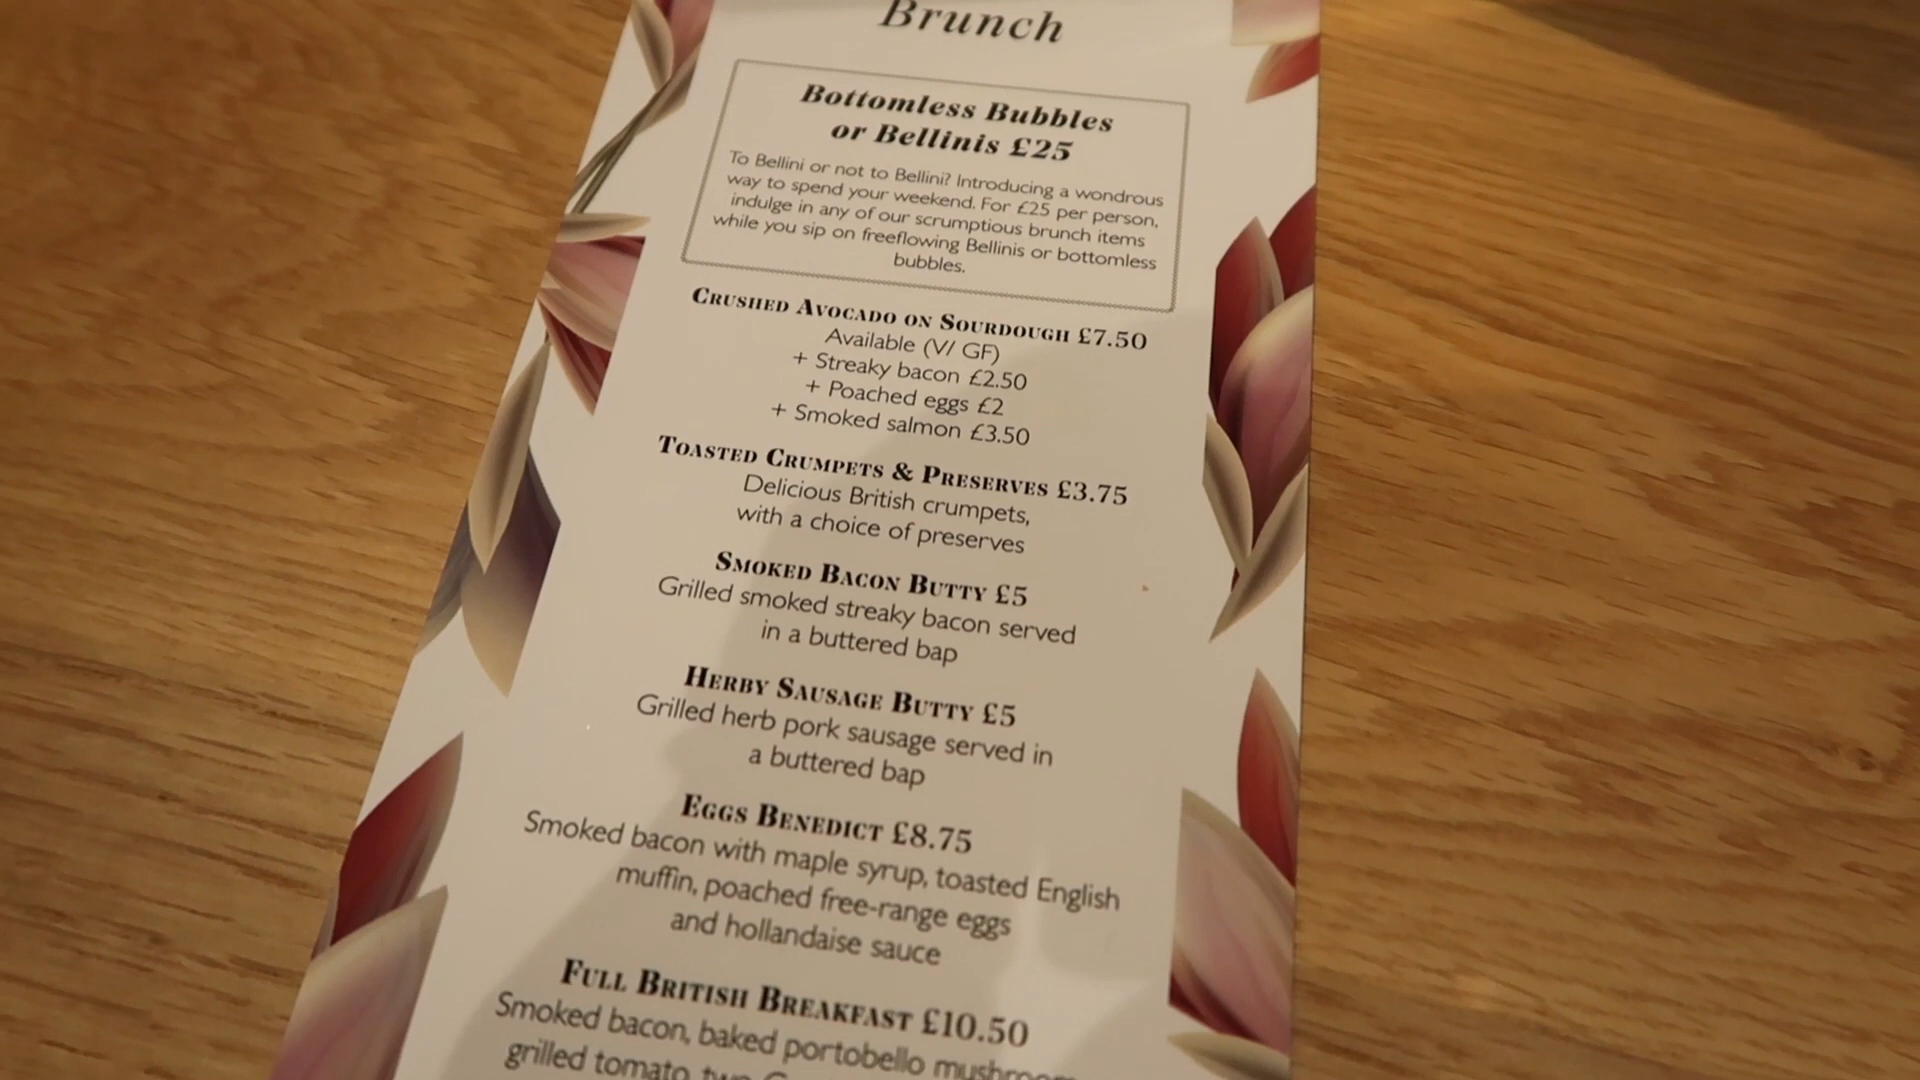 Brunch
Bottomless Bubbles
or Bellinis £25
To Bellini or not to Bellini? Introducing a wondrous
way to spend your weekend. For £25 per person,
indulge in any of our scrumptious brunch items
while you sip on freeflowing Bellinis or bottomless
bubbles.
CRUSHED AVOCADO ON SOURDOUGH £7.50
Available (V/ GF)
+ Streaky bacon £2.50
+ Poached eggs £2
+ Smoked salmon £3.50
TOASTED CRUMPETS & PRESERVES £3.75
Delicious British crumpets,
with a choice of preserves
SMOKED BACON BUTTY £5
Grilled smoked streaky bacon served
in a buttered bap
HERBY SAUSAGE BUTTY £5
Grilled herb pork sausage served in
a buttered bap
EGGS BENEDICT £8.75
Smoked bacon with maple syrup, toasted English
muffin, poached free-range eggs
and hollandaise sauce
FULL BRITISH BREAKFAST £10.50
Smoked bacon, baked portobello
grilled tomato, two